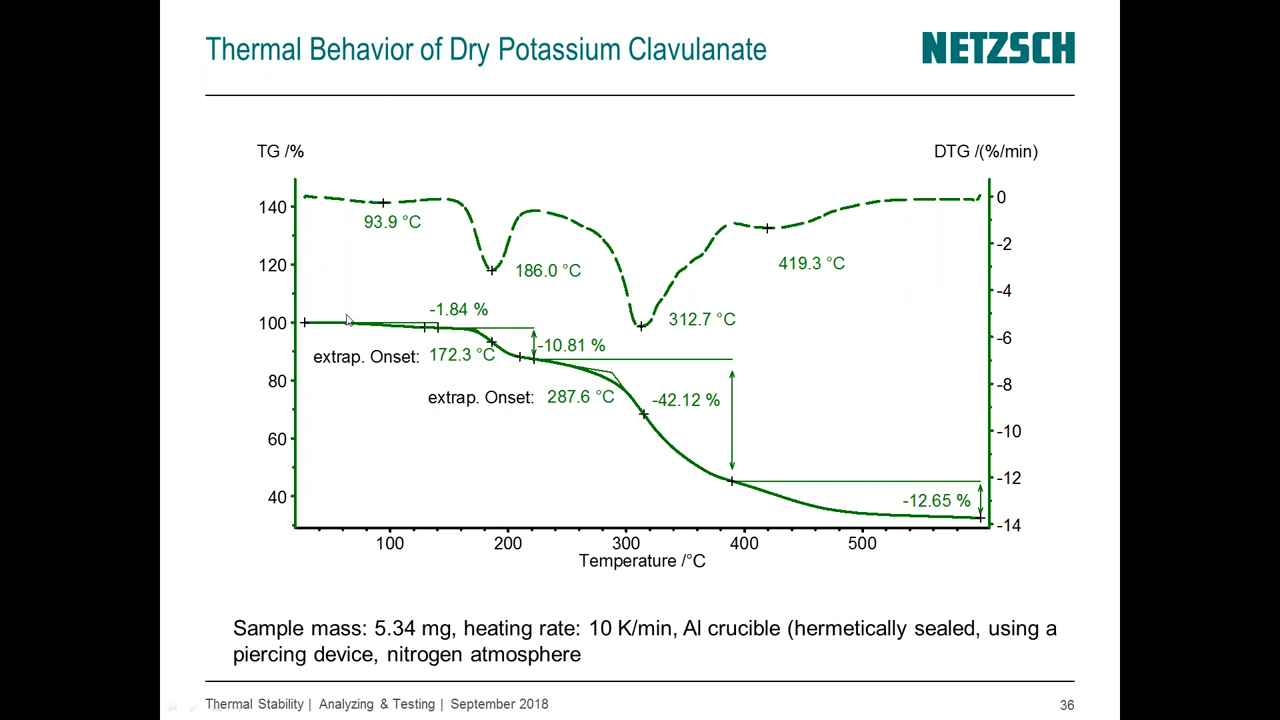 Thermal Behavior of Dry Potassium Clavulanate
NETZSCH
TG /%
DTG /(%/min)
140
120
100
80
60
40
0
-2
-4
-6
-8
-10
-12
-14
93.9 °C
186.0 °C
312.7 °C
419.3 °C
-1.84 %
-10.81 %
extrap. Onset: 172.3 °C
extrap. Onset: 287.6 °C
-42.12 %
-12.65 %
100 200 300 400 500
Temperature /°C
Sample mass: 5.34 mg, heating rate: 10 K/min, Al crucible (hermetically sealed, using a
piercing device, nitrogen atmosphere
Thermal Stability | Analyzing & Testing | September 2018
36